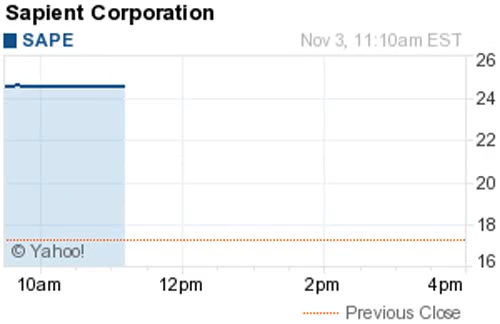 Sapient Corporation
SAPE Nov 3, 11:10am EST
26
24
22
20
18
© Yahoo!
16
10am 12pm 2pm 4pm
Previous Close